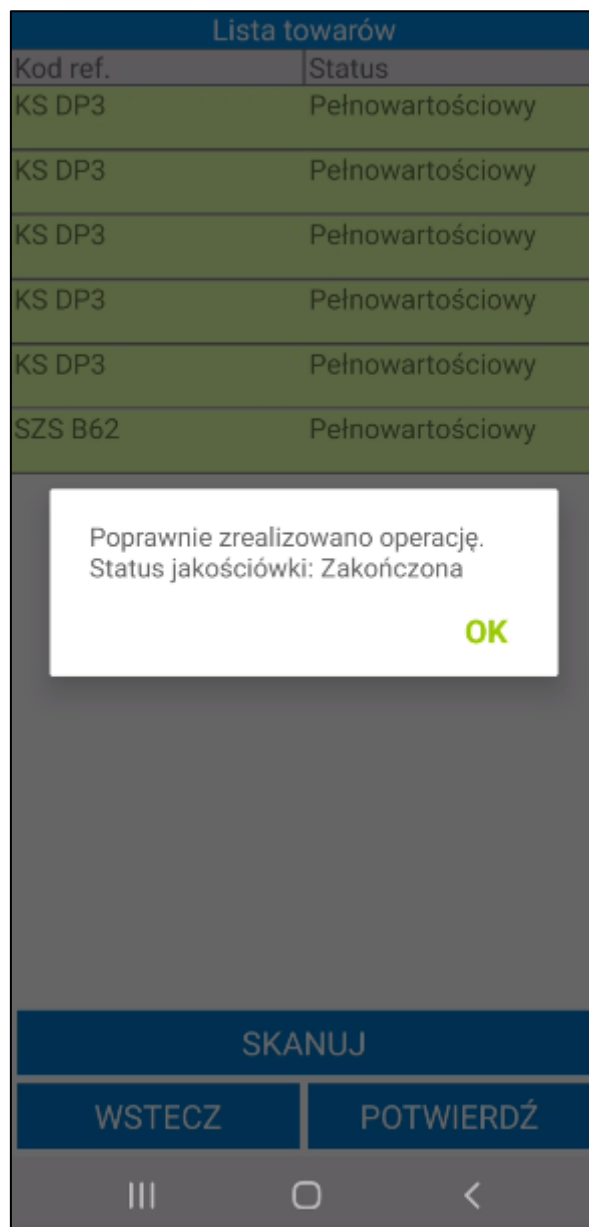 Lista towarów
Kod ref. Status
KS DP3 Pełnowartościowy
KS DP3 Pełnowartościowy
KS DP3 Pełnowartościowy
KS DP3 Pełnowartościowy
KS DP3 Pełnowartościowy
SZS B62 Pełnowartościowy
Poprawnie zrealizowano operację.
Status jakościówki: Zakończona
OK
SKANUJ
WSTECZ POTWIERDŹ